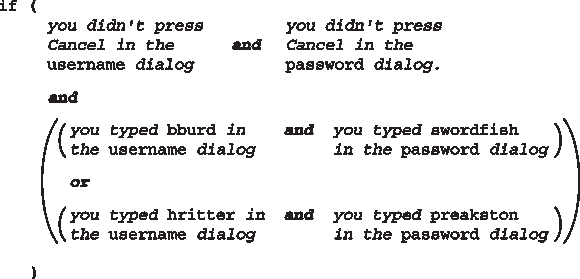 if (
you didn't press you didn't press
Cancel in the and Cancel in the
username dialog password dialog.
and
((you typed bburd in and you typed swordfish)
the username dialog in the password dialog)
or
(you typed hritter in and you typed preakston)
the username dialog in the password dialog))
)